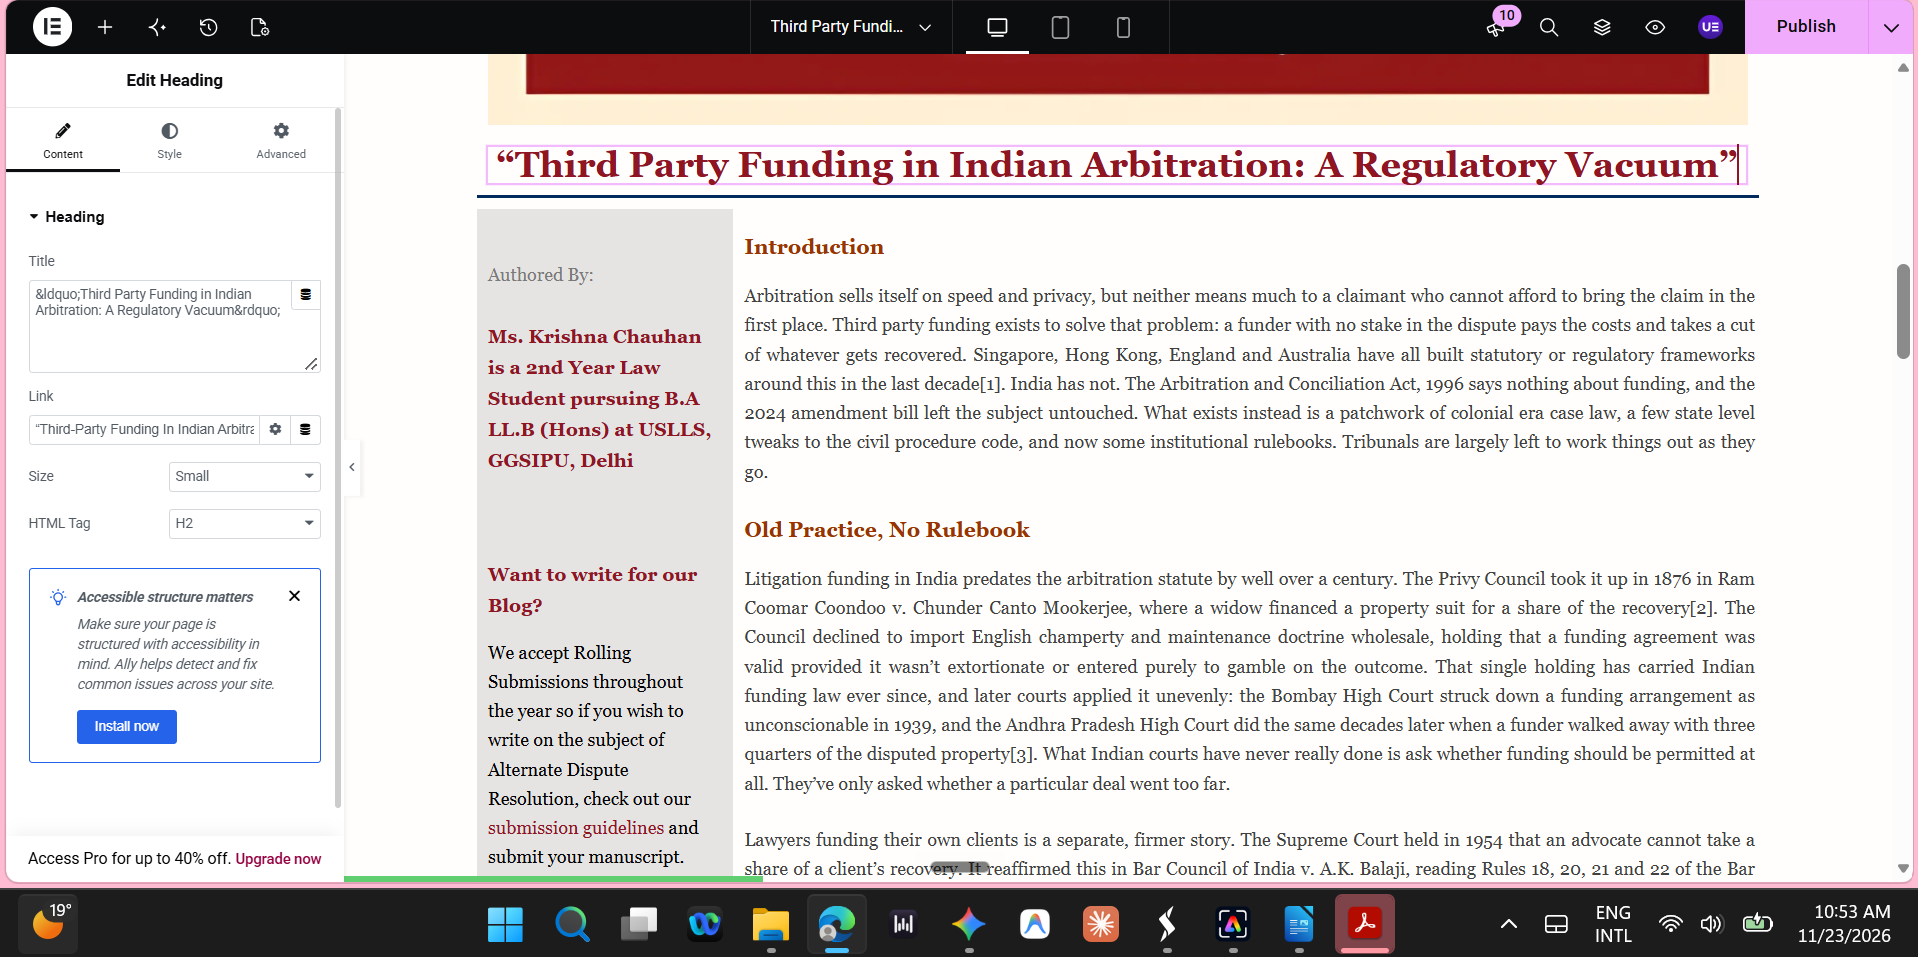 Third Party Fundi...
10
Publish
Edit Heading
Content
Style
Advanced
Heading
Title
&ldquo;Third Party Funding in Indian
Arbitration: A Regulatory Vacuum&rdquo;
Link
“Third-Party Funding In Indian Arbitra
Size
Small
HTML Tag
H2
Accessible structure matters
Make sure your page is
structured with accessibility in
mind. Ally helps detect and fix
common issues across your site.
Install now
Access Pro for up to 40% off. Upgrade now
“Third Party Funding in Indian Arbitration: A Regulatory Vacuum”
Authored By:
Ms. Krishna Chauhan
is a 2nd Year Law
Student pursuing B.A
LL.B (Hons) at USLLS,
GGSIPU, Delhi
Want to write for our
Blog?
We accept Rolling
Submissions throughout
the year so if you wish to
write on the subject of
Alternate Dispute
Resolution, check out our
submission guidelines and
submit your manuscript.
Introduction
Arbitration sells itself on speed and privacy, but neither means much to a claimant who cannot afford to bring the claim in the
first place. Third party funding exists to solve that problem: a funder with no stake in the dispute pays the costs and takes a cut
of whatever gets recovered. Singapore, Hong Kong, England and Australia have all built statutory or regulatory frameworks
around this in the last decade[1]. India has not. The Arbitration and Conciliation Act, 1996 says nothing about funding, and the
2024 amendment bill left the subject untouched. What exists instead is a patchwork of colonial era case law, a few state level
tweaks to the civil procedure code, and now some institutional rulebooks. Tribunals are largely left to work things out as they
go.
Old Practice, No Rulebook
Litigation funding in India predates the arbitration statute by well over a century. The Privy Council took it up in 1876 in Ram
Coomar Coondoo v. Chunder Canto Mookerjee, where a widow financed a property suit for a share of the recovery[2]. The
Council declined to import English champerty and maintenance doctrine wholesale, holding that a funding agreement was
valid provided it wasn’t extortionate or entered purely to gamble on the outcome. That single holding has carried Indian
funding law ever since, and later courts applied it unevenly: the Bombay High Court struck down a funding arrangement as
unconscionable in 1939, and the Andhra Pradesh High Court did the same decades later when a funder walked away with three
quarters of the disputed property[3]. What Indian courts have never really done is ask whether funding should be permitted at
all. They’ve only asked whether a particular deal went too far.
Lawyers funding their own clients is a separate, firmer story. The Supreme Court held in 1954 that an advocate cannot take a
share of a client’s recovery. It reaffirmed this in Bar Council of India v. A.K. Balaji, reading Rules 18, 20, 21 and 22 of the Bar
19°
ENG
INTL
10:53 AM
11/23/2026